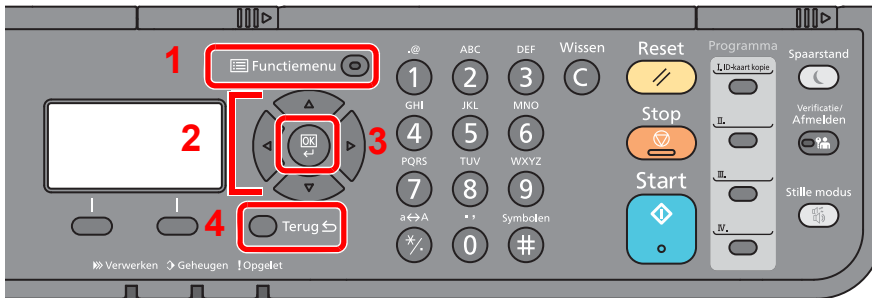 1
Functiemenu
2
OK
3
4
Terug
Verwerken Geheugen ! Opgelet
.@ ABC DEF Wissen
1 2 3 C
GHI JKL MNO
4 5 6
PQRS TUV WXYZ
7 8 9
a↔A ., Symbolen
*/. 0 #
Reset
Stop
Start
Programma
I. ID-kaart kopie
II.
III.
IV.
Spaarstand
Verificatie/
Afmelden
Stille modus